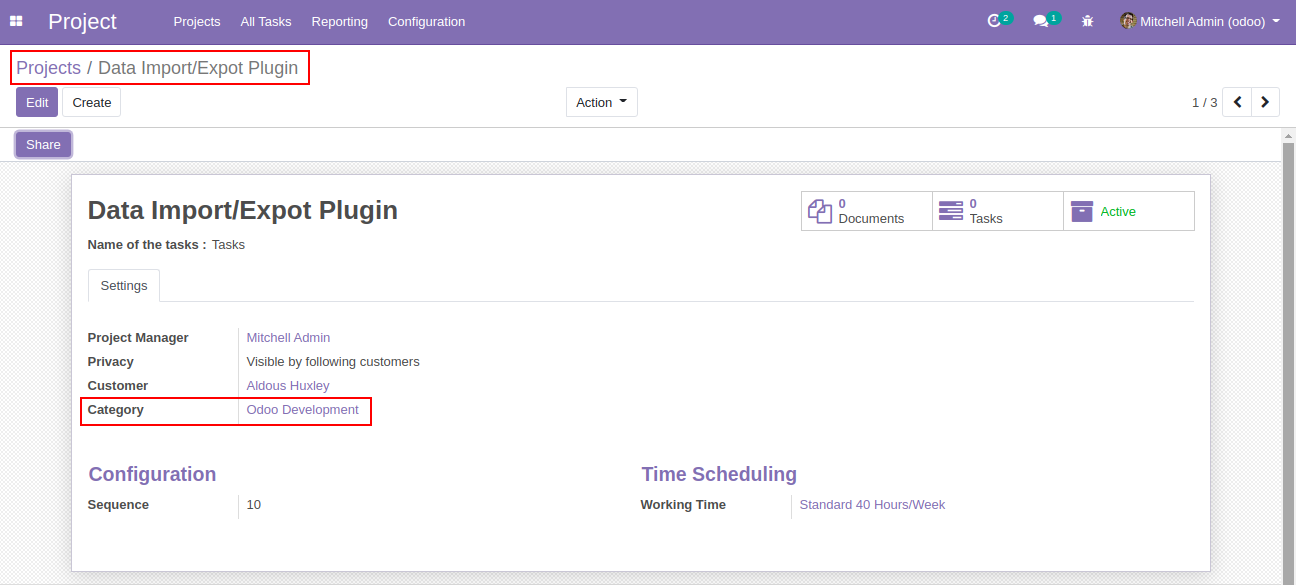 Project Projects All Tasks Reporting Configuration 2 1 Mitchell Admin (odoo)
Projects / Data Import/Expot Plugin
Edit Create Action 1 / 3
Share
Data Import/Expot Plugin
0 Documents
0 Tasks
Active
Name of the tasks : Tasks
Settings
Project Manager Mitchell Admin
Privacy Visible by following customers
Customer Aldous Huxley
Category Odoo Development
Configuration Time Scheduling
Sequence 10 Working Time Standard 40 Hours/Week